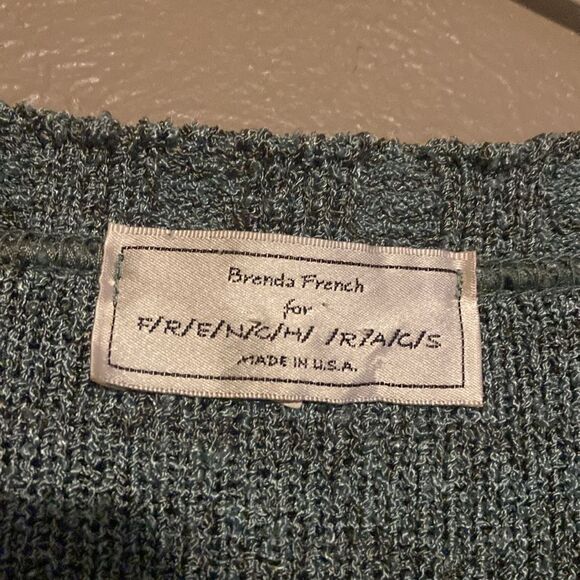 Brenda French
for
F/R/E/N/C/H/ /R/A/G/S
MADE IN U.S.A.